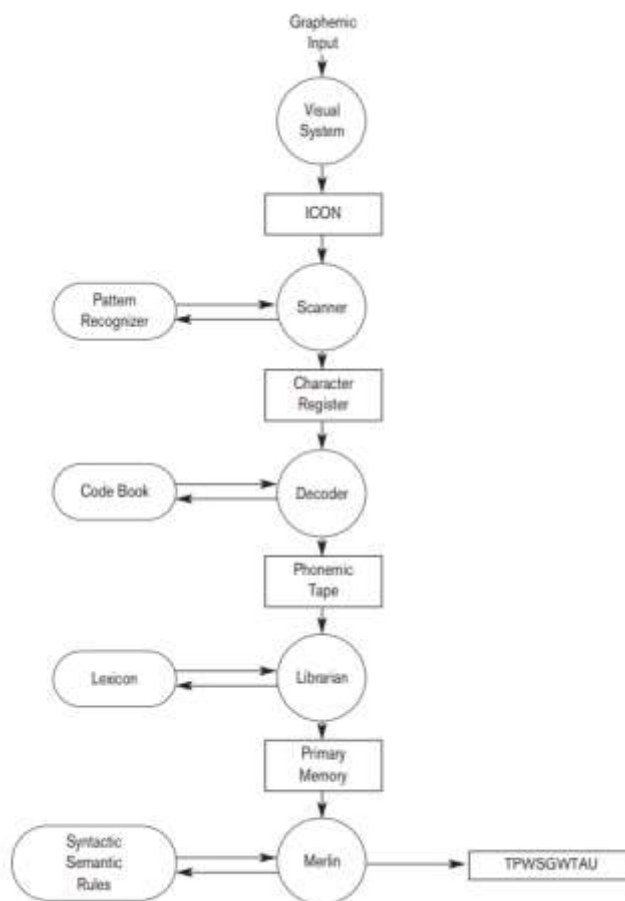 Graphemic
Input
Visual
System
ICON
Pattern
Recognizer
Scanner
Character
Register
Code Book
Decoder
Phonemic
Tape
Lexicon
Librarian
Primary
Memory
Syntactic
Semantic
Rules
Merlin
TPWSGWTAU